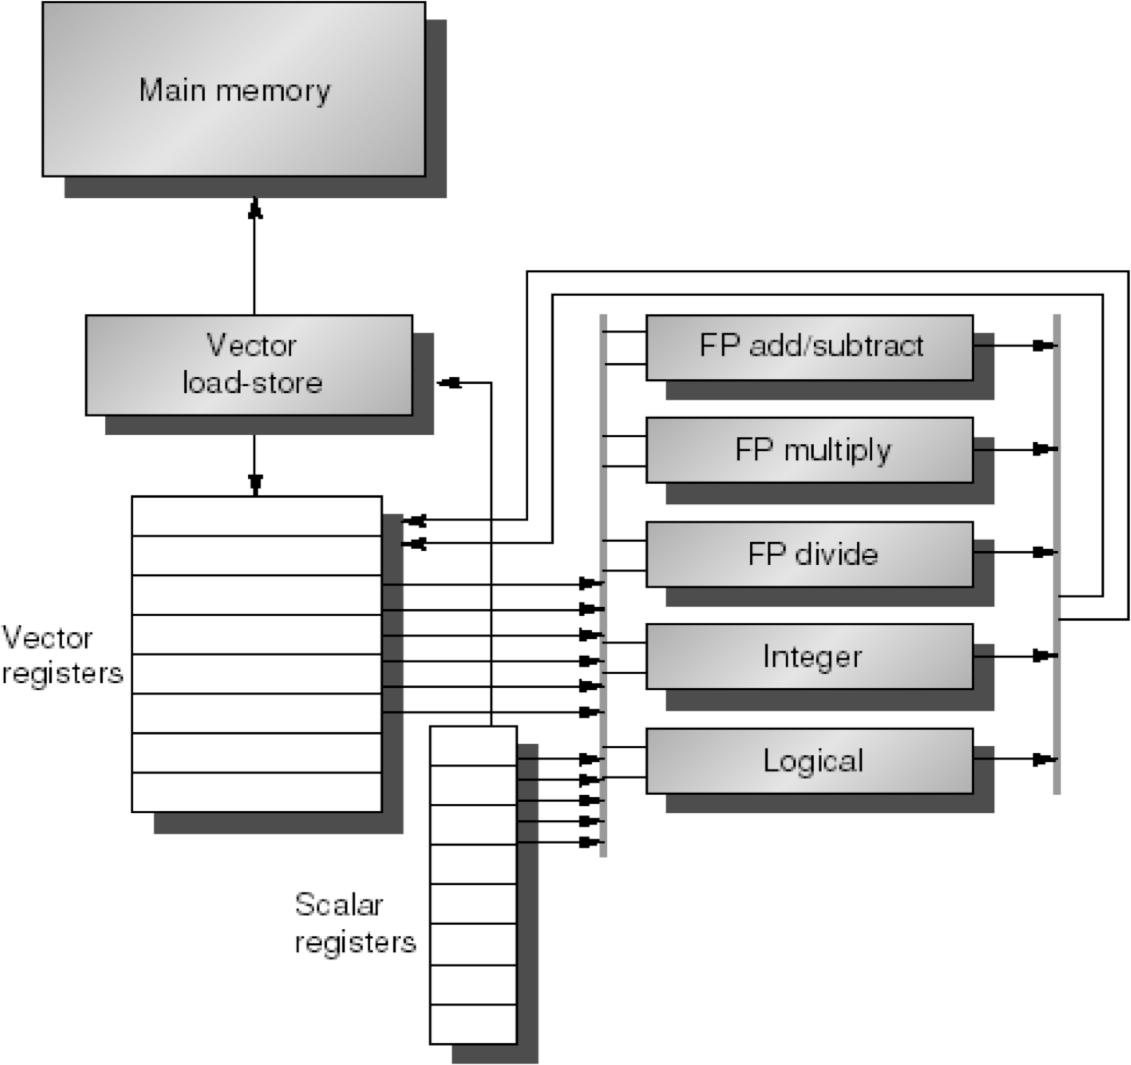 Main memory
Vector
load-store
FP add/subtract
FP multiply
FP divide
Integer
Logical
Vector
registers
Scalar
registers